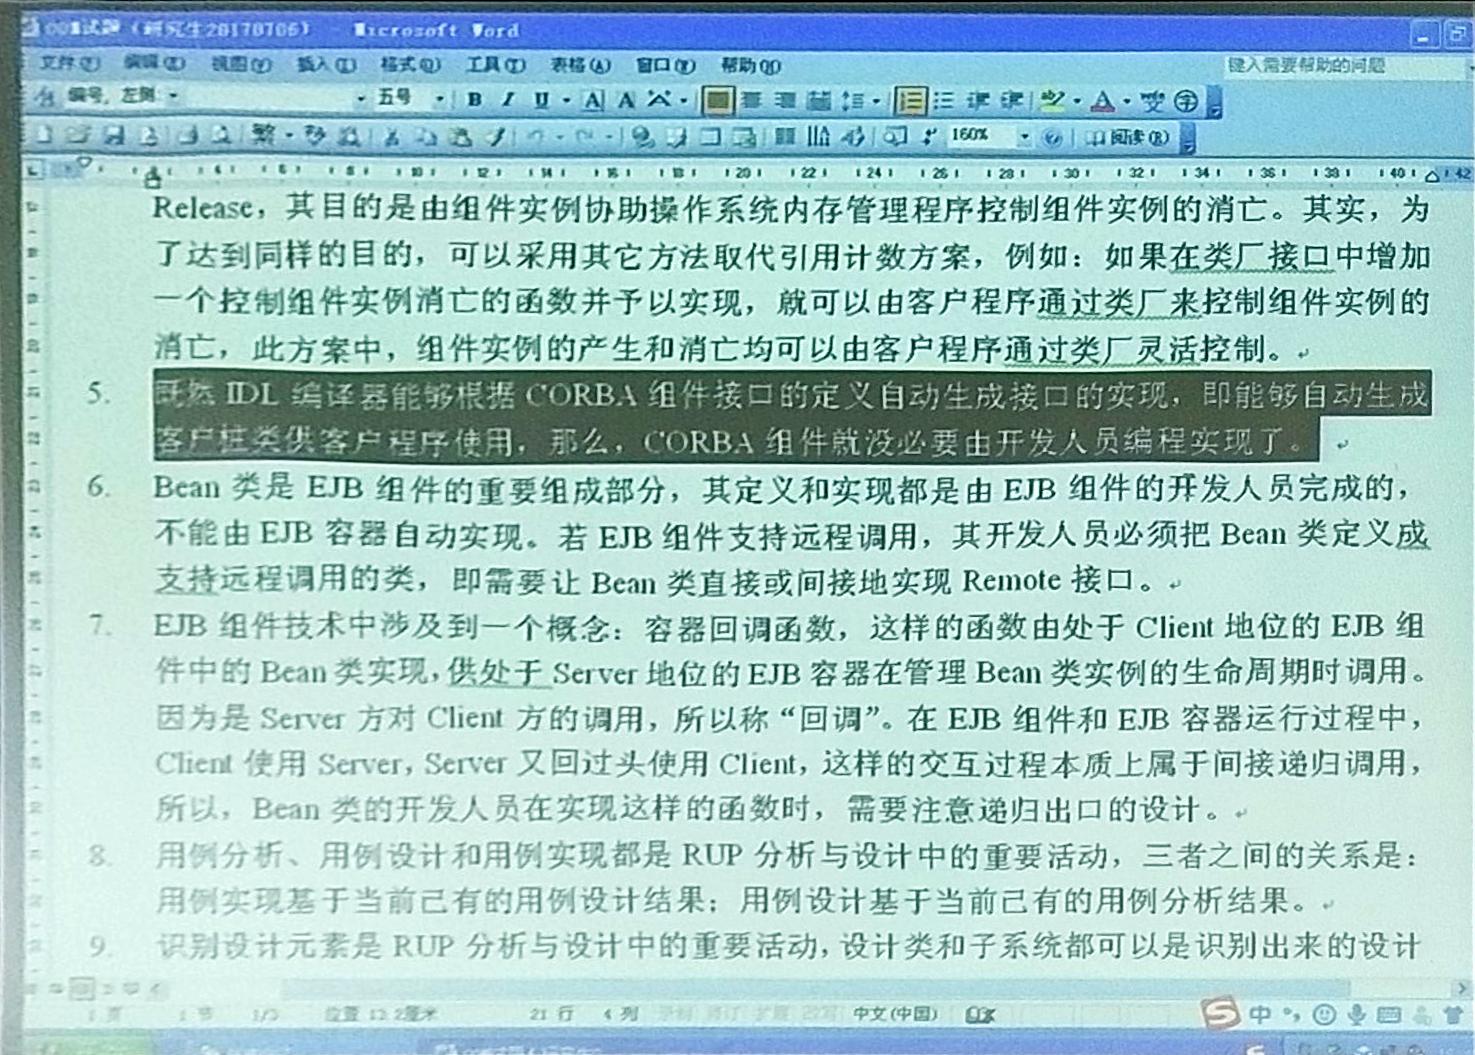 试题（研究生20170706） - Microsoft Word
文件(F) 编辑(E) 视图(V) 插入(I) 格式(O) 工具(T) 表格(A) 窗口(W) 帮助(H) 键入需要帮助的问题
编号, 左侧 五号 B I U A A
160% 阅读(R)
2 4 6 8 10 12 14 16 18 20 22 24 26 28 30 32 34 36 38 40 42
Release，其目的是由组件实例协助操作系统内存管理程序控制组件实例的消亡。其实，为
了达到同样的目的，可以采用其它方法取代引用计数方案，例如：如果在类厂接口中增加
一个控制组件实例消亡的函数并予以实现，就可以由客户程序通过类厂来控制组件实例的
消亡，此方案中，组件实例的产生和消亡均可以由客户程序通过类厂灵活控制。
5. 既然 IDL 编译器能够根据 CORBA 组件接口的定义自动生成接口的实现，即能够自动生成
客户桩类供客户程序使用，那么，CORBA 组件就没必要由开发人员编程实现了。
6. Bean 类是 EJB 组件的重要组成部分，其定义和实现都是由 EJB 组件的开发人员完成的，
不能由 EJB 容器自动实现。若 EJB 组件支持远程调用，其开发人员必须把 Bean 类定义成
支持远程调用的类，即需要让 Bean 类直接或间接地实现 Remote 接口。
7. EJB 组件技术中涉及到一个概念：容器回调函数，这样的函数由处于 Client 地位的 EJB 组
件中的 Bean 类实现，供处于 Server 地位的 EJB 容器在管理 Bean 类实例的生命周期时调用。
因为是 Server 方对 Client 方的调用，所以称“回调”。在 EJB 组件和 EJB 容器运行过程中，
Client 使用 Server，Server 又回过头使用 Client，这样的交互过程本质上属于间接递归调用，
所以，Bean 类的开发人员在实现这样的函数时，需要注意递归出口的设计。
8. 用例分析、用例设计和用例实现都是 RUP 分析与设计中的重要活动，三者之间的关系是：
用例实现基于当前已有的用例设计结果；用例设计基于当前已有的用例分析结果。
9. 识别设计元素是 RUP 分析与设计中的重要活动，设计类和子系统都可以是识别出来的设计
1 页 1 节 1/3 位置 12.2厘米 21 行 4 列 录制 修订 扩展 改写 中文(中国) 中